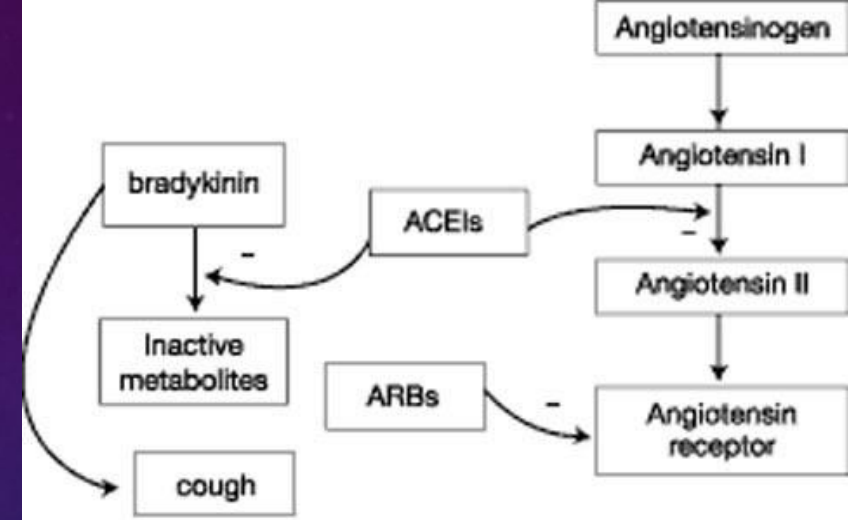 Angiotensinogen
Angiotensin I
bradykinin
ACEIs
–
–
Angiotensin II
Inactive
metabolites
ARBs
–
Angiotensin
receptor
cough